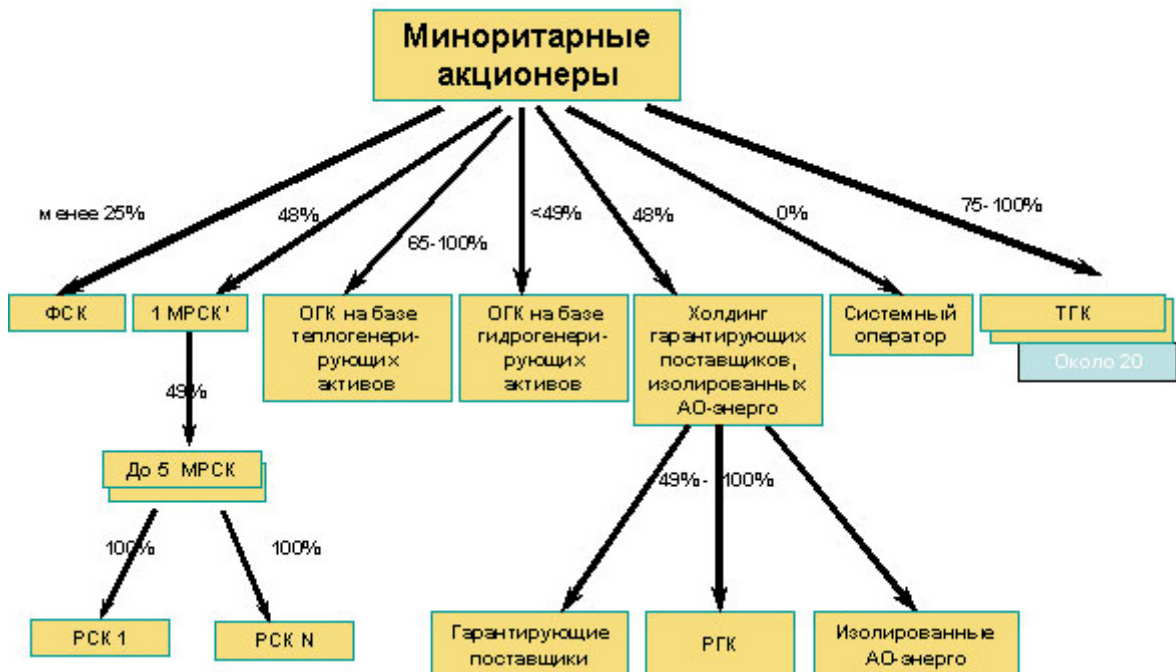 Миноритарные
акционеры
менее 25%
48%
65-100%
<49%
48%
0%
75-100%
ФСК
1 МРСК'
ОГК на базе
теплогенери-
рующих
активов
ОГК на базе
гидрогенери-
рующих
активов
Холдинг
гарантирующих
поставщиков,
изолированных
АО-энерго
Системный
оператор
ТГК
Около 20
49%
До 5 МРСК
49%- 100%
100%
100%
РСК 1
РСК N
Гарантирующие
поставщики
РГК
Изолированные
АО-энерго